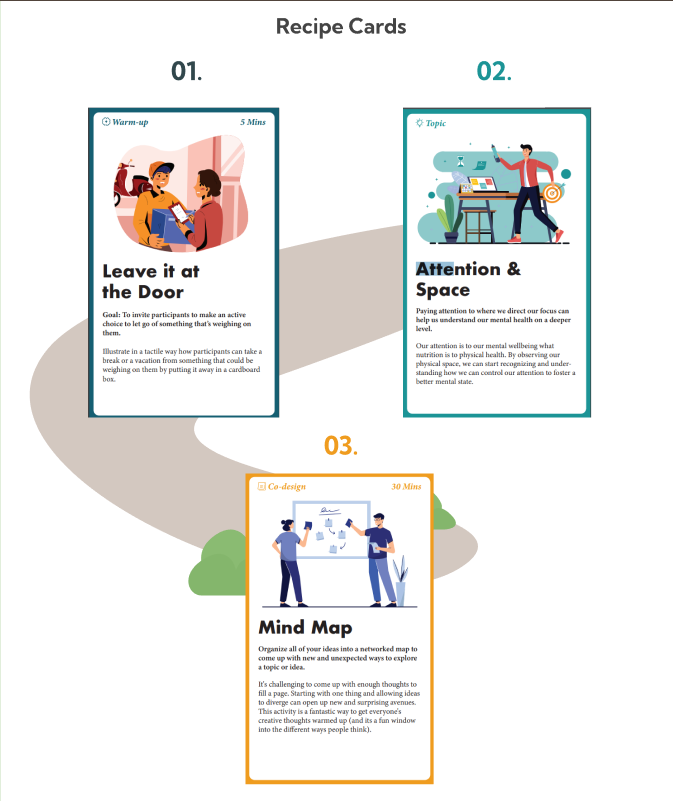 Recipe Cards
01.
Warm-up 5 Mins
Leave it at
the Door
Goal: To invite participants to make an active
choice to let go of something that's weighing on
them.
Illustrate in a tactile way how participants can take a
break or a vacation from something that could be
weighing on them by putting it away in a cardboard
box.
02.
Topic
Attention &
Space
Paying attention to where we direct our focus can
help us understand our mental health on a deeper
level.
Our attention is to our mental wellbeing what
nutrition is to physical health. By observing our
physical space, we can start recognizing and under-
standing how we can control our attention to foster a
better mental state.
03.
Co-design 30 Mins
Mind Map
Organize all of your ideas into a networked map to
come up with new and unexpected ways to explore
a topic or idea.
It's challenging to come up with enough thoughts to
fill a page. Starting with one thing and allowing ideas
to diverge can open up new and surprising avenues.
This activity is a fantastic way to get everyone's
creative thoughts warmed up (and its a fun window
into the different ways people think).